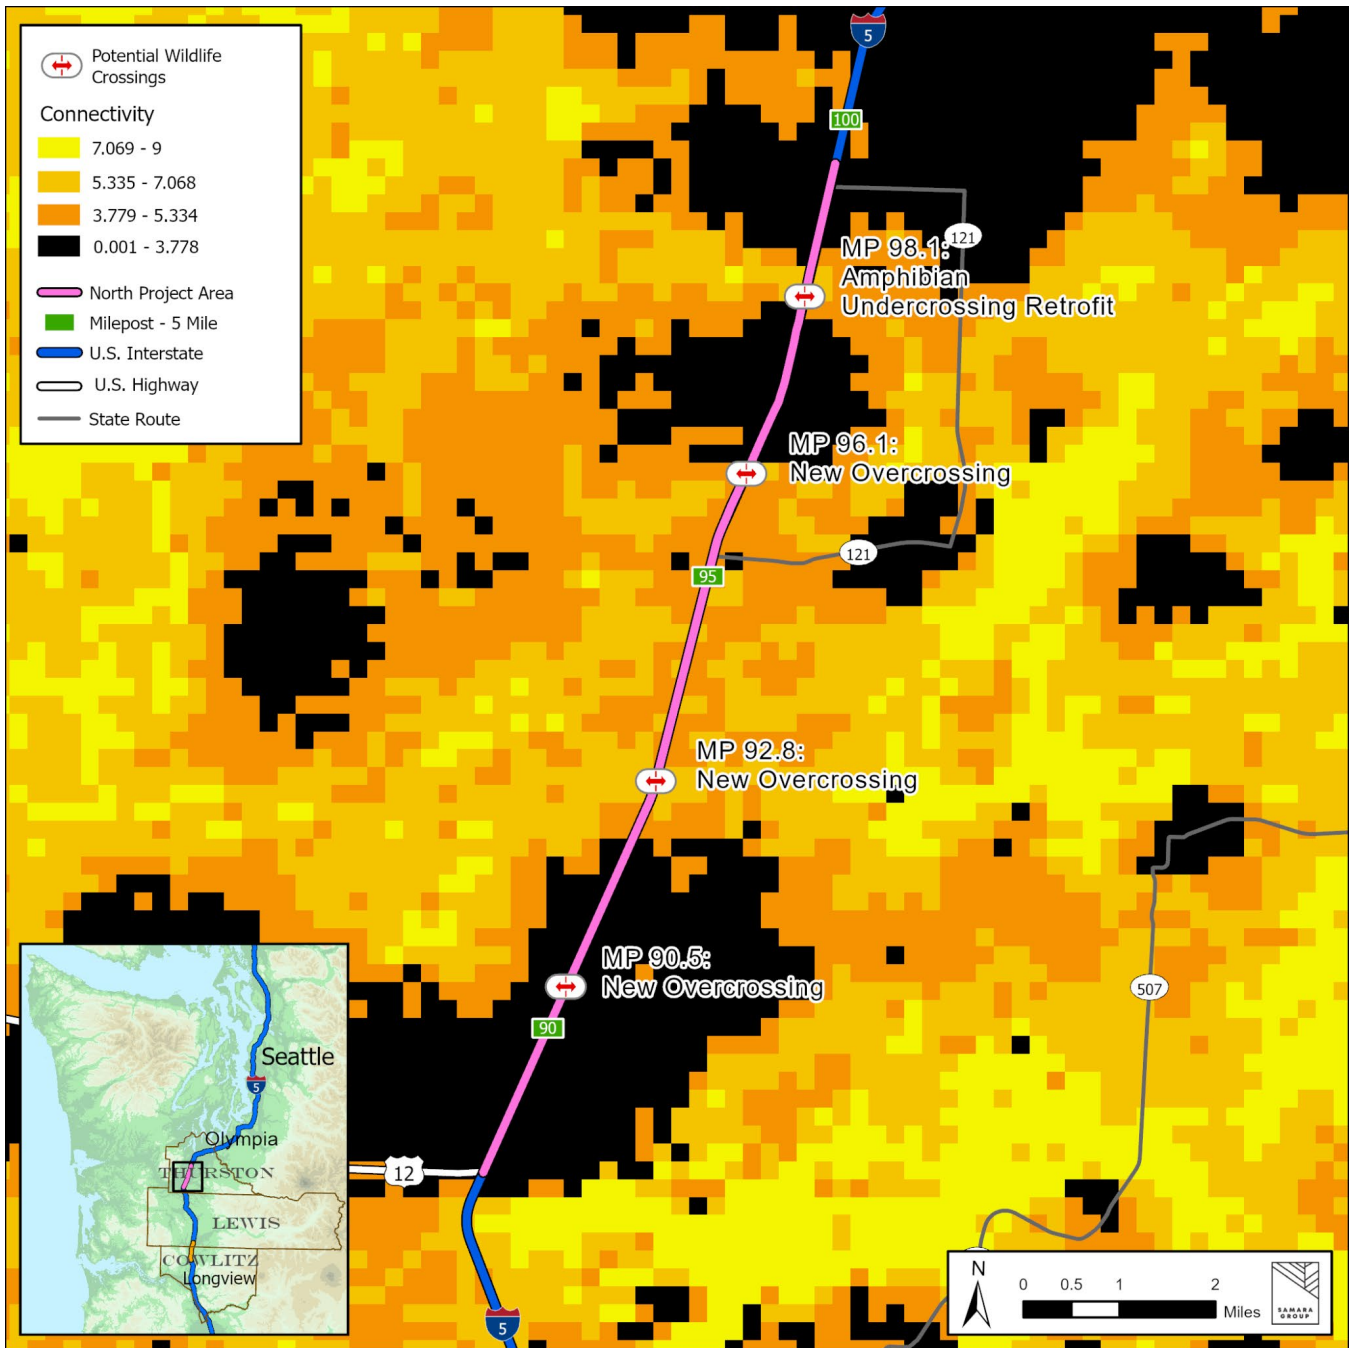 Potential Wildlife
Crossings
Connectivity
7.069 - 9
5.335 - 7.068
3.779 - 5.334
0.001 - 3.778
North Project Area
Milepost - 5 Mile
U.S. Interstate
U.S. Highway
State Route
5
100
121
MP 98.1:
Amphibian
Undercrossing Retrofit
MP 96.1:
New Overcrossing
121
95
MP 92.8:
New Overcrossing
MP 90.5:
New Overcrossing
90
507
12
5
Seattle
5
Olympia
THURSTON
LEWIS
COWLITZ
Longview
N
0 0.5 1 2
Miles
SAMARA
GROUP